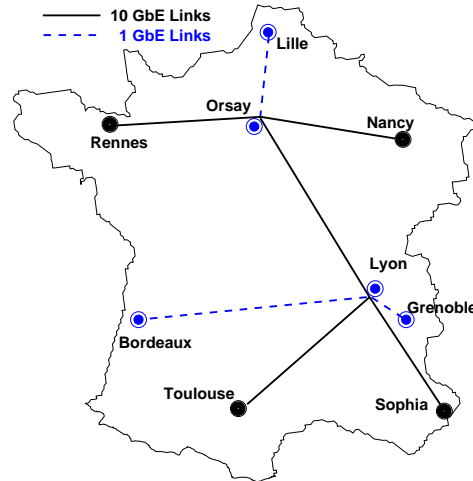 10 GbE Links
1 GbE Links
Lille
Orsay
Nancy
Rennes
Lyon
Grenoble
Bordeaux
Toulouse
Sophia